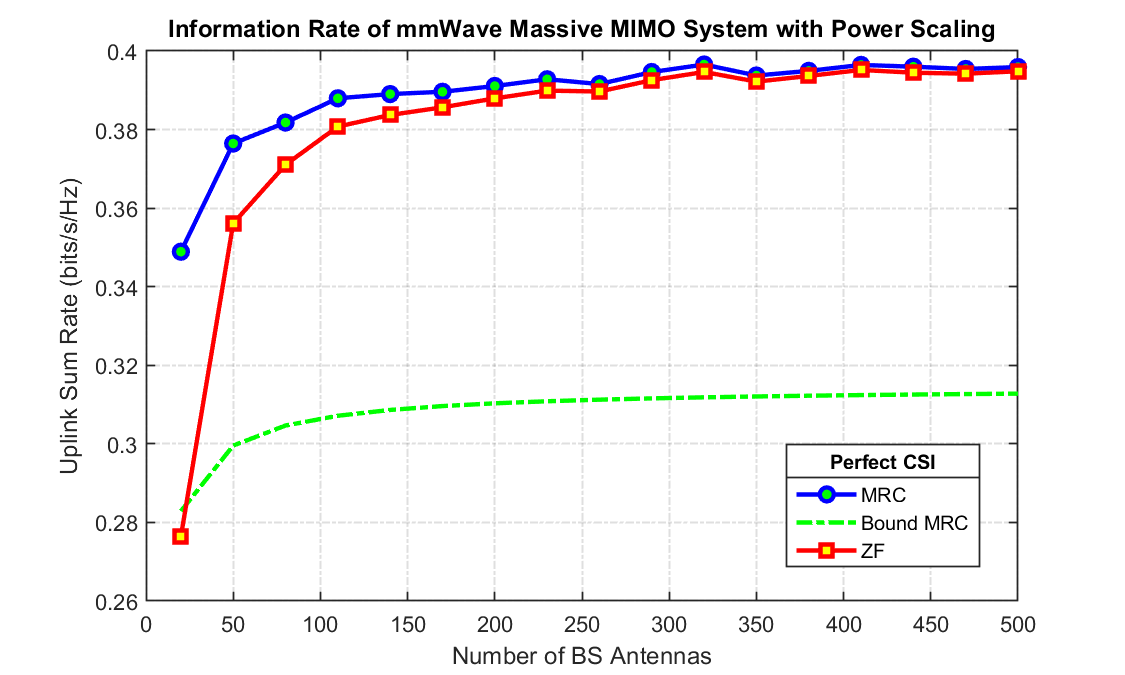 Information Rate of mmWave Massive MIMO System with Power Scaling
Uplink Sum Rate (bits/s/Hz)
0.4
0.38
0.36
0.34
0.32
0.3
0.28
0.26
0 50 100 150 200 250 300 350 400 450 500
Number of BS Antennas
Perfect CSI
MRC
Bound MRC
ZF